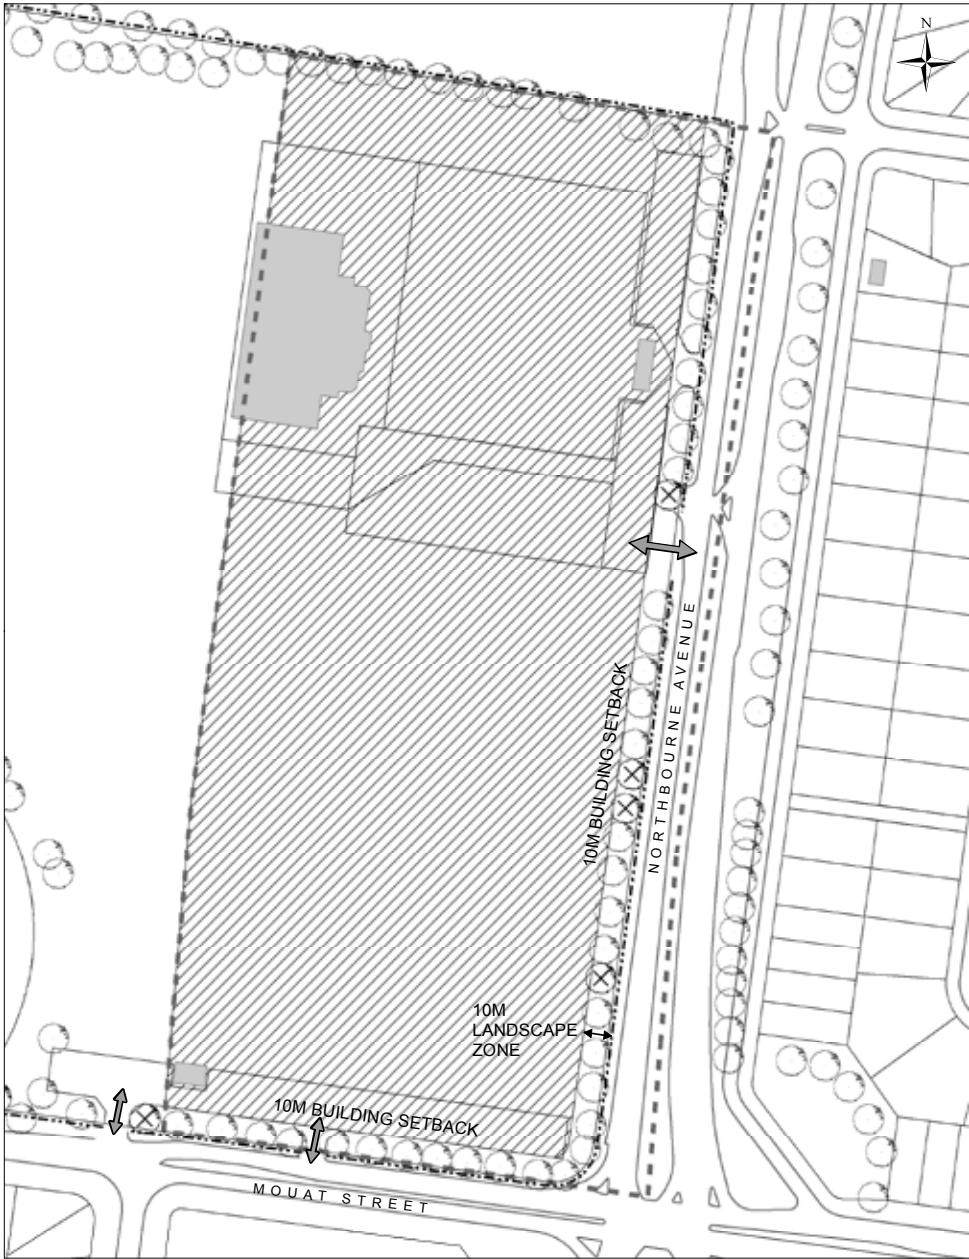 N
10M BUILDING SETBACK
NORTHBOURNE AVENUE
10M
LANDSCAPE
ZONE
10M BUILDING SETBACK
MOUAT STREET